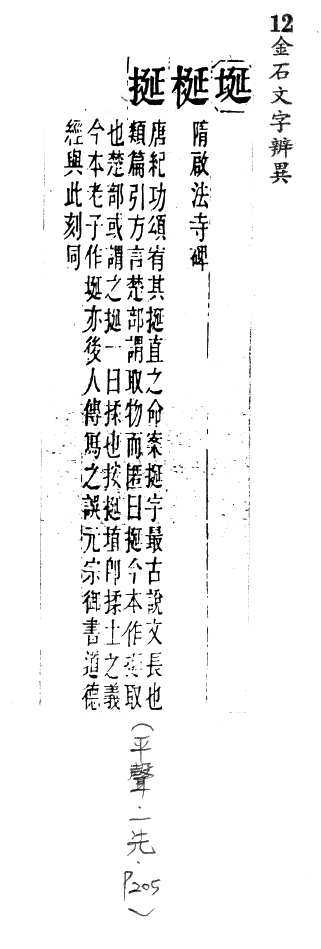 12金石文字辨異
埏 梴 挻
隋啟法寺碑
唐紀功頌宥其挻直之命案挻字最古說文長也
類篇引方言楚部謂取物而匿曰挻今本作 取
也楚部或謂之挻一曰揉也按挻埴卽揉土之義
今本老子作埏亦後人傳寫之誤元宗御書道德
經與此刻同
(平聲.一先.P205)